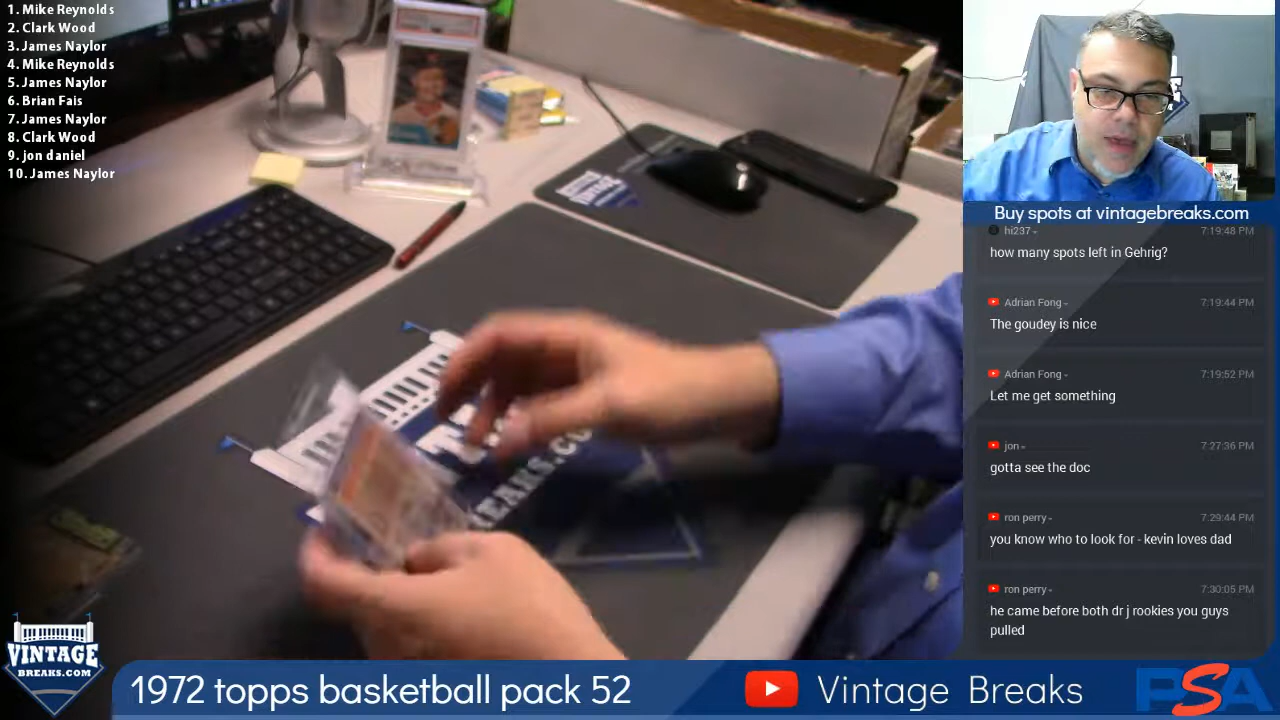 1. Mike Reynolds
2. Clark Wood
3. James Naylor
4. Mike Reynolds
5. James Naylor
6. Brian Fais
7. James Naylor
8. Clark Wood
9. jon daniel
10. James Naylor
Buy spots at vintagebreaks.com
hi237 7:19:48 PM
how many spots left in Gehrig?
Adrian Fong 7:19:44 PM
The goudey is nice
Adrian Fong 7:19:52 PM
Let me get something
jon 7:27:36 PM
gotta see the doc
ron perry 7:29:44 PM
you know who to look for - kevin loves dad
ron perry 7:30:05 PM
he came before both dr j rookies you guys
pulled
VINTAGE
BREAKS.COM
1972 topps basketball pack 52
Vintage Breaks
PSA